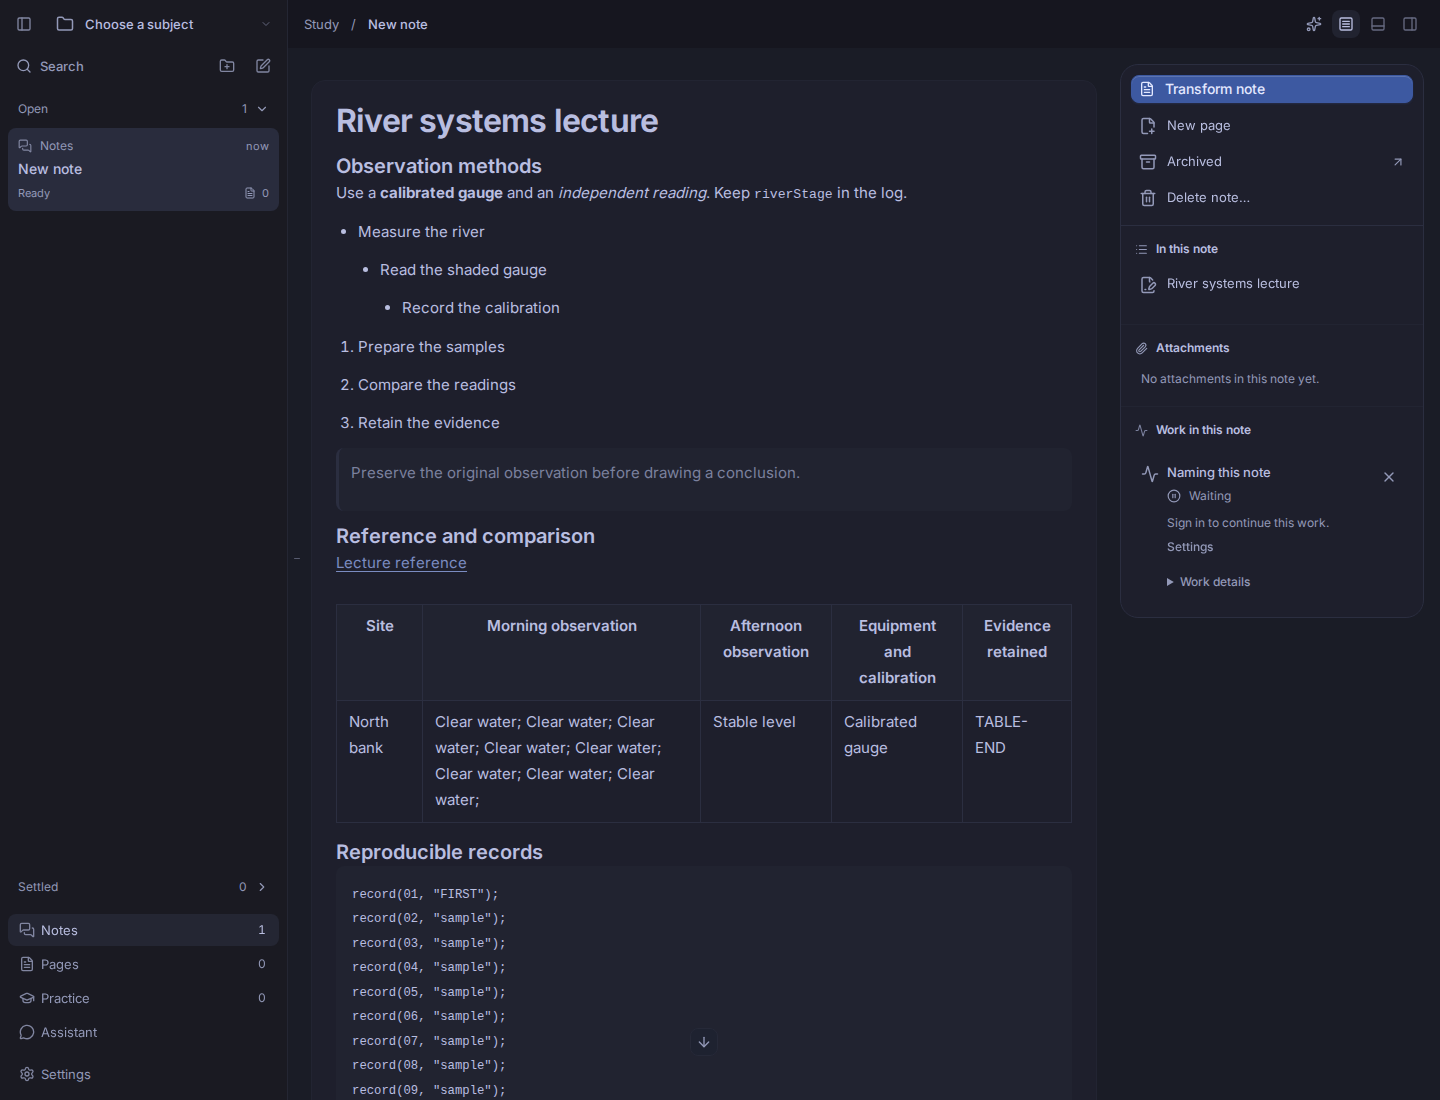 Choose a subject
Search
Open 1
Notes now
New note
Ready 0
Settled 0
Notes 1
Pages 0
Practice 0
Assistant
Settings
Study / New note
River systems lecture
Observation methods
Use a calibrated gauge and an independent reading. Keep riverStage in the log.
• Measure the river
• Read the shaded gauge
• Record the calibration
1. Prepare the samples
2. Compare the readings
3. Retain the evidence
Preserve the original observation before drawing a conclusion.
Reference and comparison
Lecture reference
Site Morning observation Afternoon observation Equipment and calibration Evidence retained
North bank
Clear water; Clear water; Clear
water; Clear water; Clear water;
Clear water; Clear water; Clear
water;
Stable level
Calibrated gauge
TABLE-
END
Reproducible records
record(01, "FIRST");
record(02, "sample");
record(03, "sample");
record(04, "sample");
record(05, "sample");
record(06, "sample");
record(07, "sample");
record(08, "sample");
record(09, "sample");
Transform note
New page
Archived
Delete note...
In this note
River systems lecture
Attachments
No attachments in this note yet.
Work in this note
Naming this note
Waiting
Sign in to continue this work.
Settings
Work details